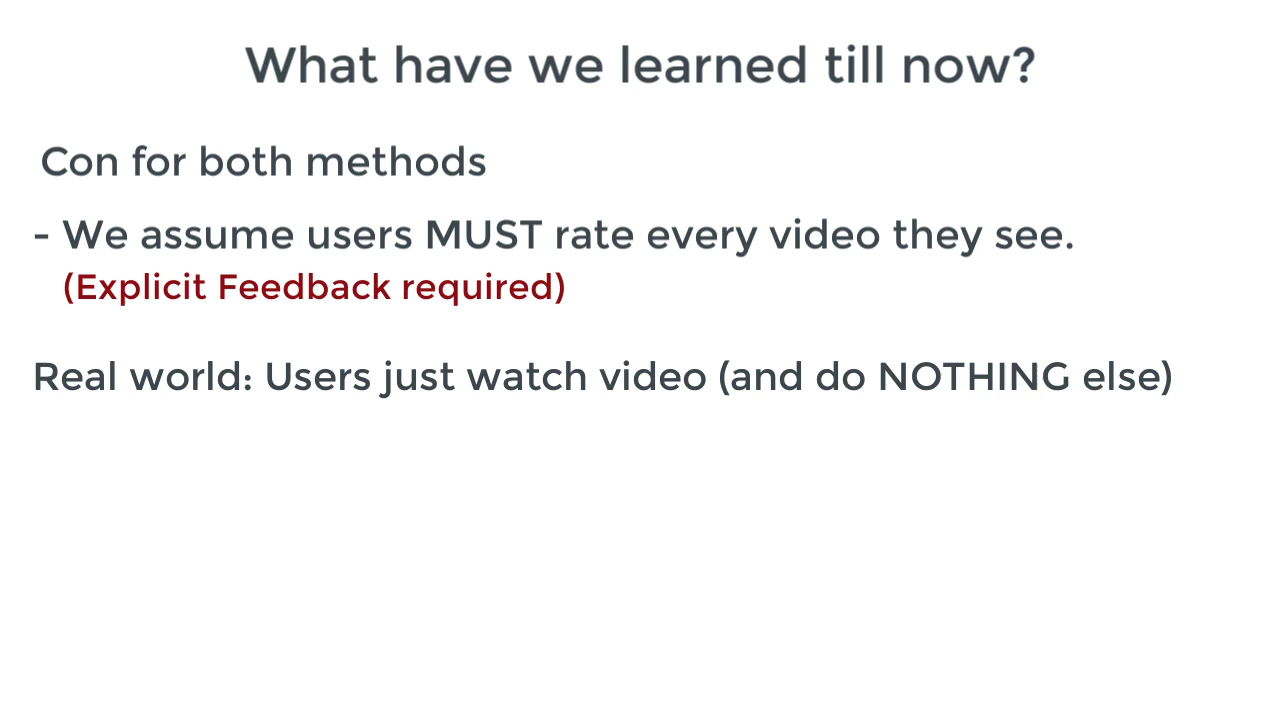 What have we learned till now?
Con for both methods
- We assume users MUST rate every video they see.
(Explicit Feedback required)
Real world: Users just watch video (and do NOTHING else)